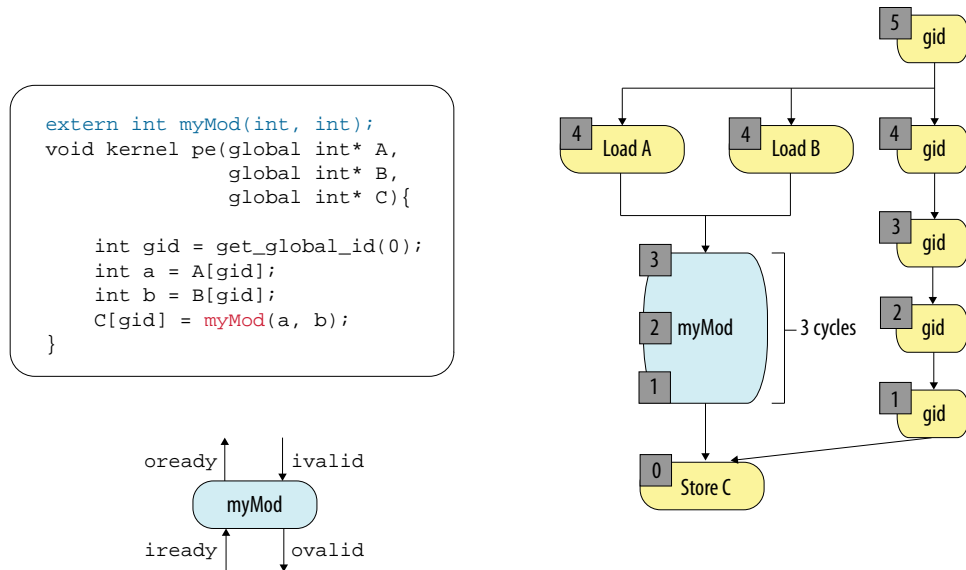 extern int myMod(int, int);
void kernel pe(global int* A,
global int* B,
global int* C){
int gid = get_global_id(0);
int a = A[gid];
int b = B[gid];
C[gid] = myMod(a, b);
}
oready
ivalid
myMod
iready
ovalid
5
gid
4
Load A
4
Load B
4
gid
3
gid
3
2
myMod
3 cycles
1
2
gid
1
gid
0
Store C